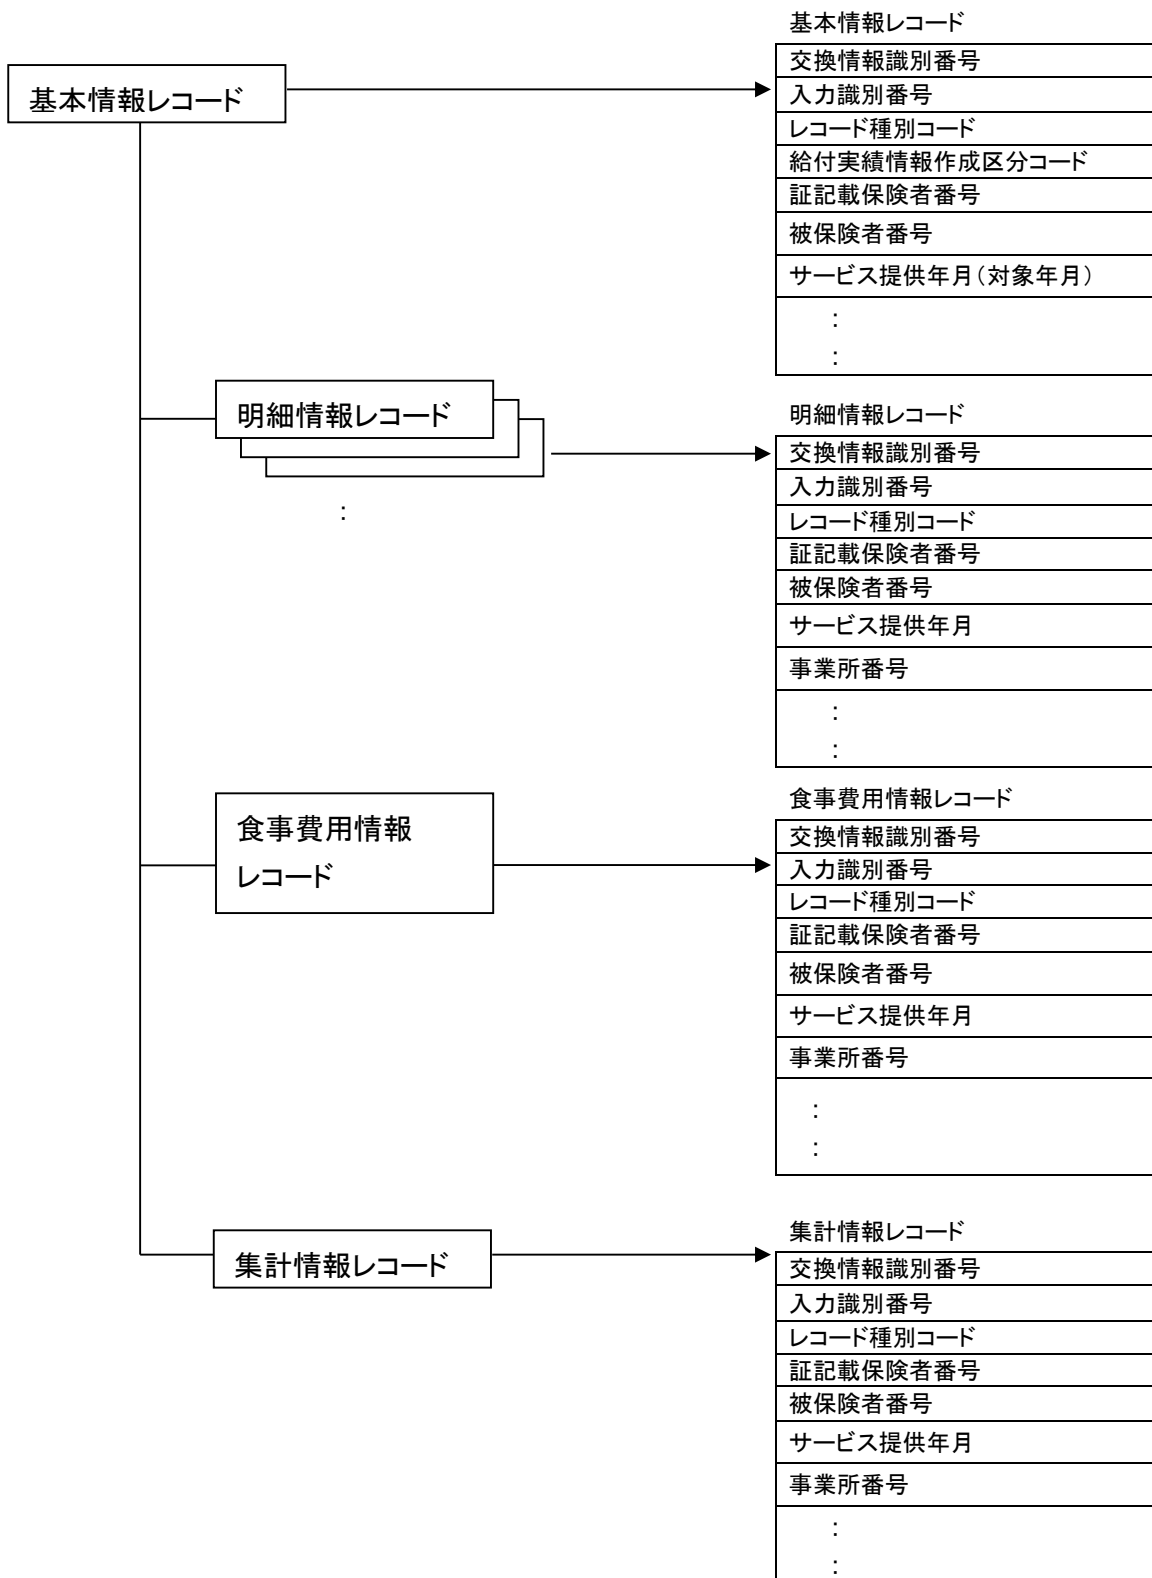 基本情報レコード
基本情報レコード
交換情報識別番号
入力識別番号
レコード種別コード
給付実績情報作成区分コード
証記載保険者番号
被保険者番号
サービス提供年月(対象年月)
:
:
明細情報レコード
:
明細情報レコード
交換情報識別番号
入力識別番号
レコード種別コード
証記載保険者番号
被保険者番号
サービス提供年月
事業所番号
:
:
食事費用情報
レコード
食事費用情報レコード
交換情報識別番号
入力識別番号
レコード種別コード
証記載保険者番号
被保険者番号
サービス提供年月
事業所番号
:
:
集計情報レコード
集計情報レコード
交換情報識別番号
入力識別番号
レコード種別コード
証記載保険者番号
被保険者番号
サービス提供年月
事業所番号
:
: